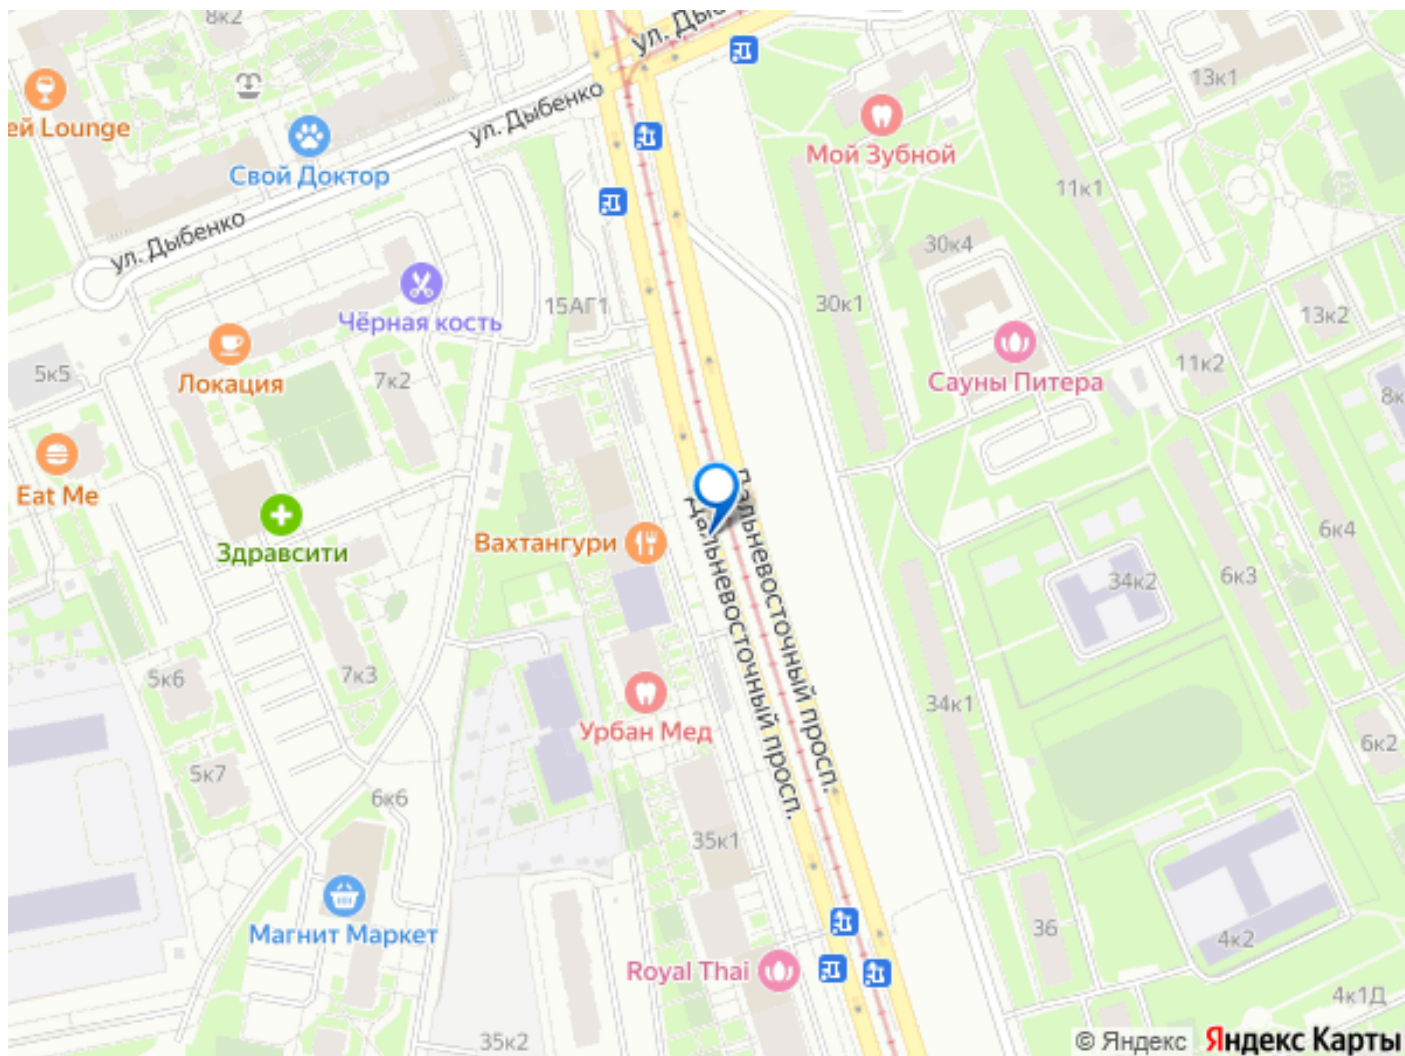 8к2
ул. Дыбенко
13к1
ей Lounge
ул. Дыбенко
Мой Зубной
Свой Доктор
11к1
ул. Дыбенко
30к4
15АГ1
30к1
13к2
Чёрная кость
5к5
Локация
7к2
11к2
Сауны Питера
8к
Eat Me
Дальневосточный просп.
Дальневосточный просп.
6к4
Здравсити
Вахтангури
34к2
6к3
5к6
7к3
34к1
Урбан Мед
6к2
5к7
6к6
35к1
Магнит Маркет
36
4к2
Royal Thai
4к1Д
35к2
© Яндекс Яндекс Карты